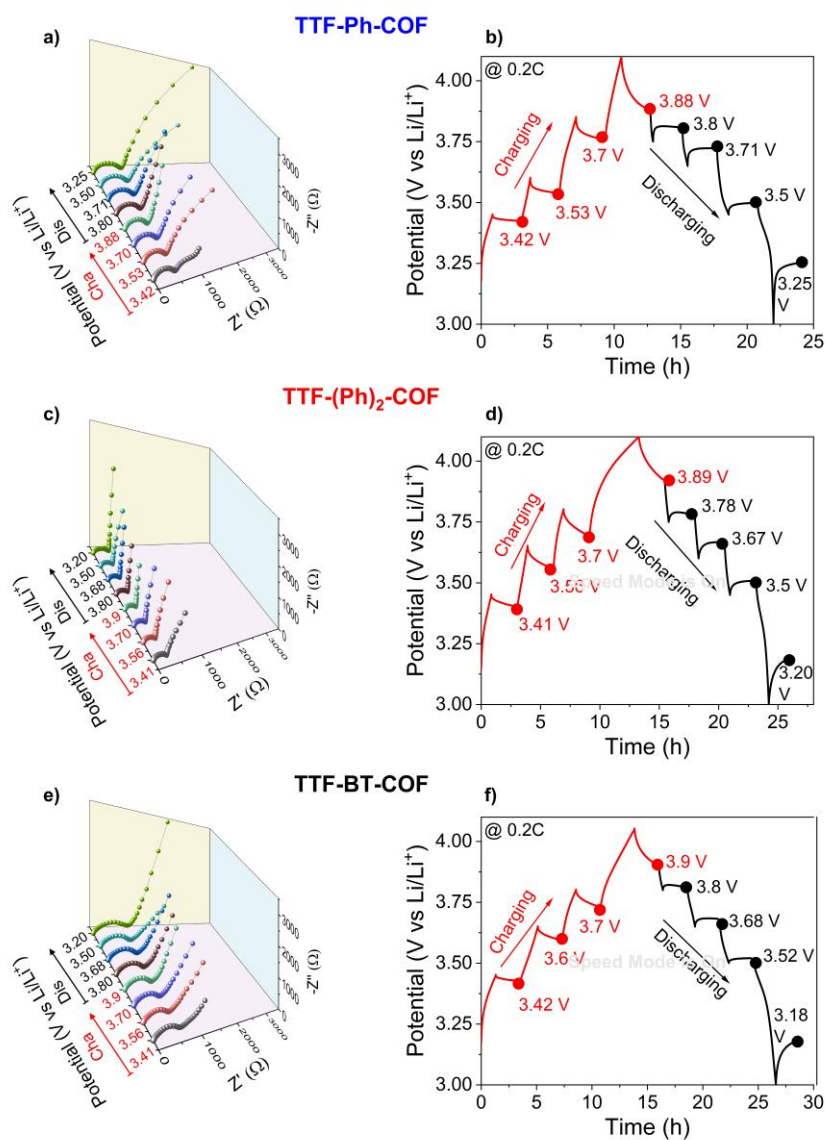 TTF-Ph-COF
a)
3000
2000
1000
0
-Z" (Ω)
3.25
3.50
3.71
3.80
3.88
3.70
3.53
3.42
Dis
Cha
Potential (V vs Li/Li⁺)
0
1000
2000
3000
Z' (Ω)
b)
@ 0.2C
4.00
3.75
3.50
3.25
3.00
Potential (V vs Li/Li⁺)
Charging
Discharging
3.42 V
3.53 V
3.7 V
3.88 V
3.8 V
3.71 V
3.5 V
3.25
V
0 5 10 15 20 25
Time (h)
TTF-(Ph)₂-COF
c)
3000
2000
1000
0
-Z" (Ω)
3.20
3.50
3.68
3.80
3.9
3.70
3.56
3.41
Dis
Cha
Potential (V vs Li/Li⁺)
0
1000
2000
3000
Z' (Ω)
d)
@ 0.2C
4.00
3.75
3.50
3.25
3.00
Potential (V vs Li/Li⁺)
Charging
Discharging
3.41 V
3.7 V
3.89 V
3.78 V
3.67 V
3.5 V
3.20
V
Speed Mode is On
0 5 10 15 20 25
Time (h)
TTF-BT-COF
e)
3000
2000
1000
0
-Z" (Ω)
3.20
3.50
3.68
3.80
3.9
3.70
3.56
3.41
Dis
Cha
Potential (V vs Li/Li⁺)
0
1000
2000
3000
Z' (Ω)
f)
@ 0.2C
4.00
3.75
3.50
3.25
3.00
Potential (V vs Li/Li⁺)
Charging
Discharging
3.42 V
3.6 V
3.7 V
3.9 V
3.8 V
3.68 V
3.52 V
3.18
V
Speed Mode is On
0 5 10 15 20 25 30
Time (h)